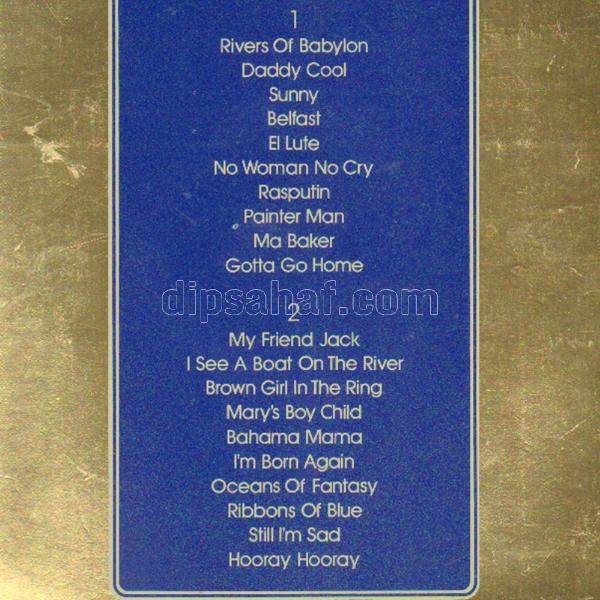 1
Rivers Of Babylon
Daddy Cool
Sunny
Belfast
El Lute
No Woman No Cry
Rasputin
Painter Man
Ma Baker
Gotta Go Home
dipsahaf.com
2
My Friend Jack
I See A Boat On The River
Brown Girl In The Ring
Mary's Boy Child
Bahama Mama
I'm Born Again
Oceans Of Fantasy
Ribbons Of Blue
Still I'm Sad
Hooray Hooray